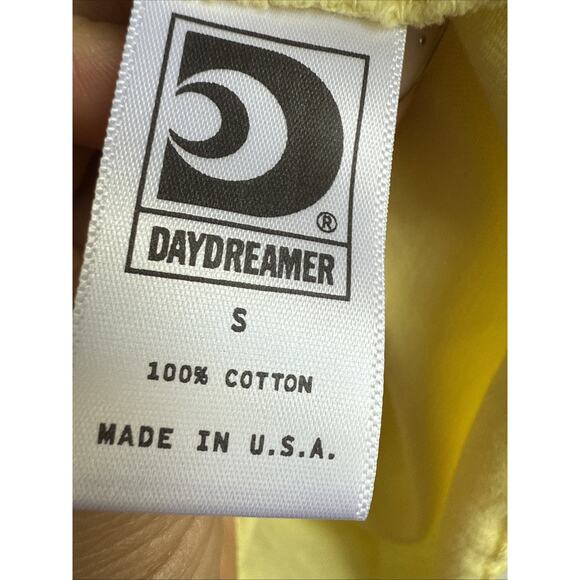 ®
DAYDREAMER
S
100% COTTON
MADE IN U.S.A.